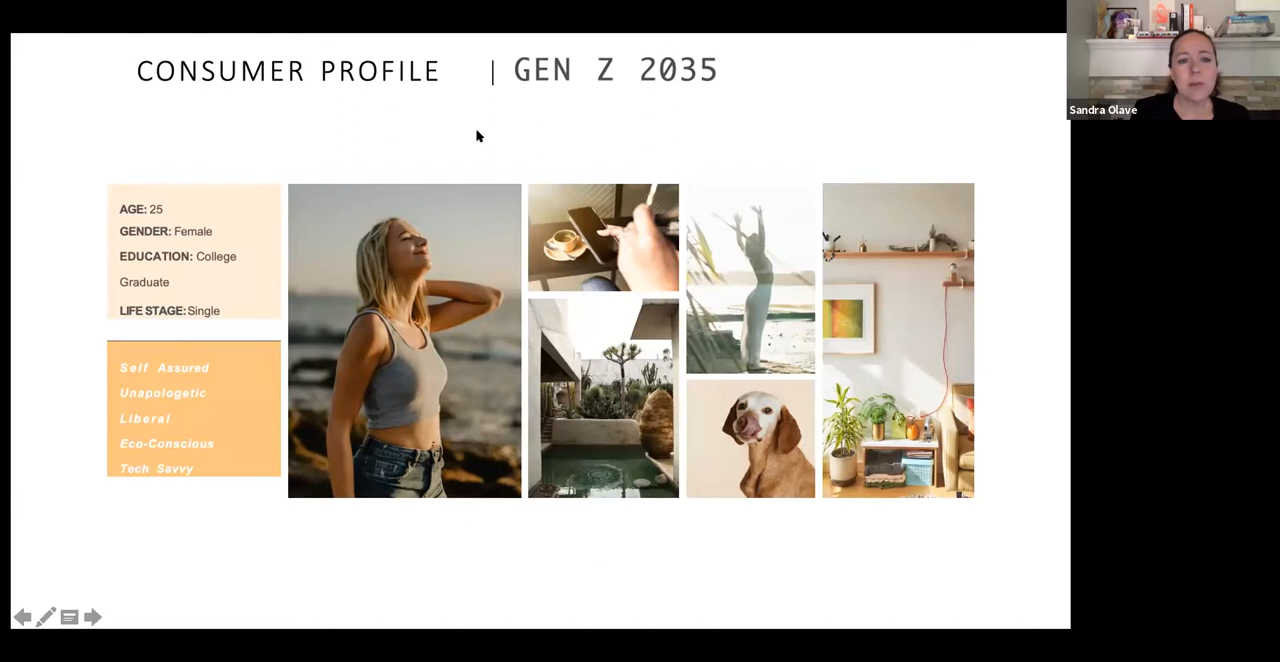 CONSUMER PROFILE | GEN Z 2035
Sandra Olave
AGE: 25
GENDER: Female
EDUCATION: College
Graduate
LIFE STAGE: Single
Self Assured
Unapologetic
Liberal
Eco-Conscious
Tech Savvy